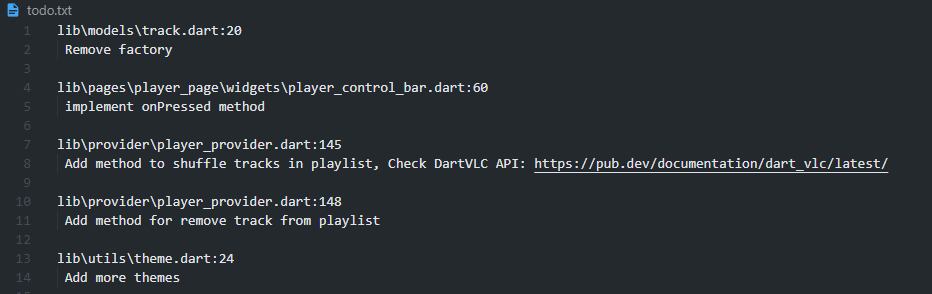 todo.txt
1 lib\models\track.dart:20
2 Remove factory
3
4 lib\pages\player_page\widgets\player_control_bar.dart:60
5 implement onPressed method
6
7 lib\provider\player_provider.dart:145
8 Add method to shuffle tracks in playlist, Check DartVLC API: https://pub.dev/documentation/dart_vlc/latest/
9
10 lib\provider\player_provider.dart:148
11 Add method for remove track from playlist
12
13 lib\utils\theme.dart:24
14 Add more themes